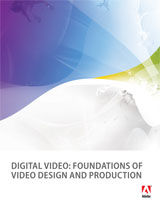 DIGITAL VIDEO: FOUNDATIONS OF
VIDEO DESIGN AND PRODUCTION
Adobe